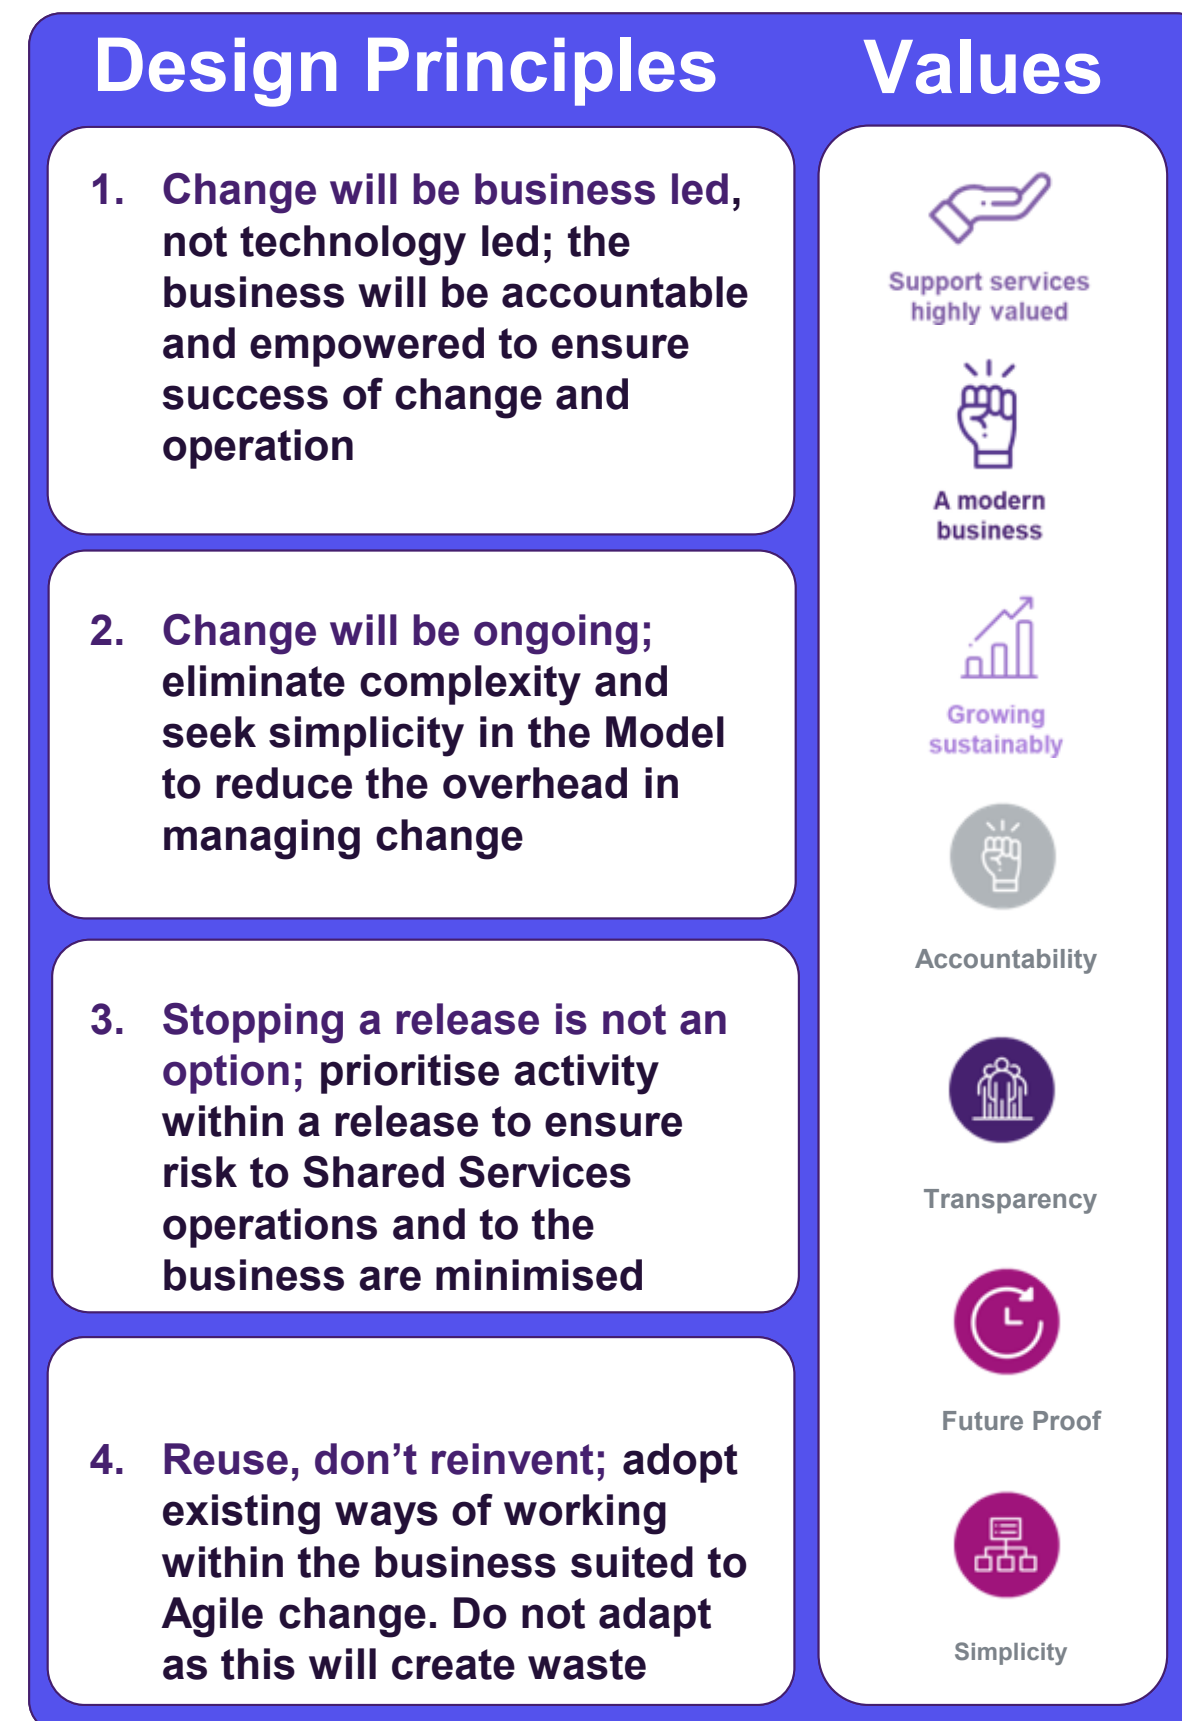 Design Principles
Values
1. Change will be business led,
not technology led; the
business will be accountable
and empowered to ensure
success of change and
operation
2. Change will be ongoing;
eliminate complexity and
seek simplicity in the Model
to reduce the overhead in
managing change
3. Stopping a release is not an
option; prioritise activity
within a release to ensure
risk to Shared Services
operations and to the
business are minimised
4. Reuse, don’t reinvent; adopt
existing ways of working
within the business suited to
Agile change. Do not adapt
as this will create waste
Support services
highly valued
A modern
business
Growing
sustainably
Accountability
Transparency
Future Proof
Simplicity